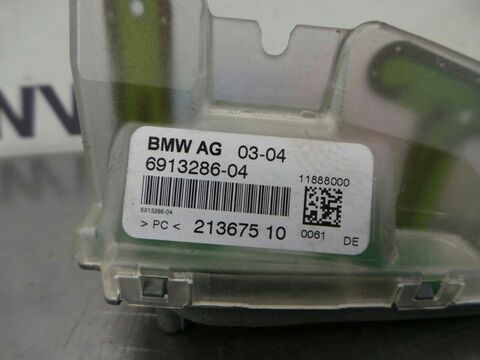 BMW AG 03-04
6913286-04
11888000
6913286-04
> PC < 213675 10
0061 DE